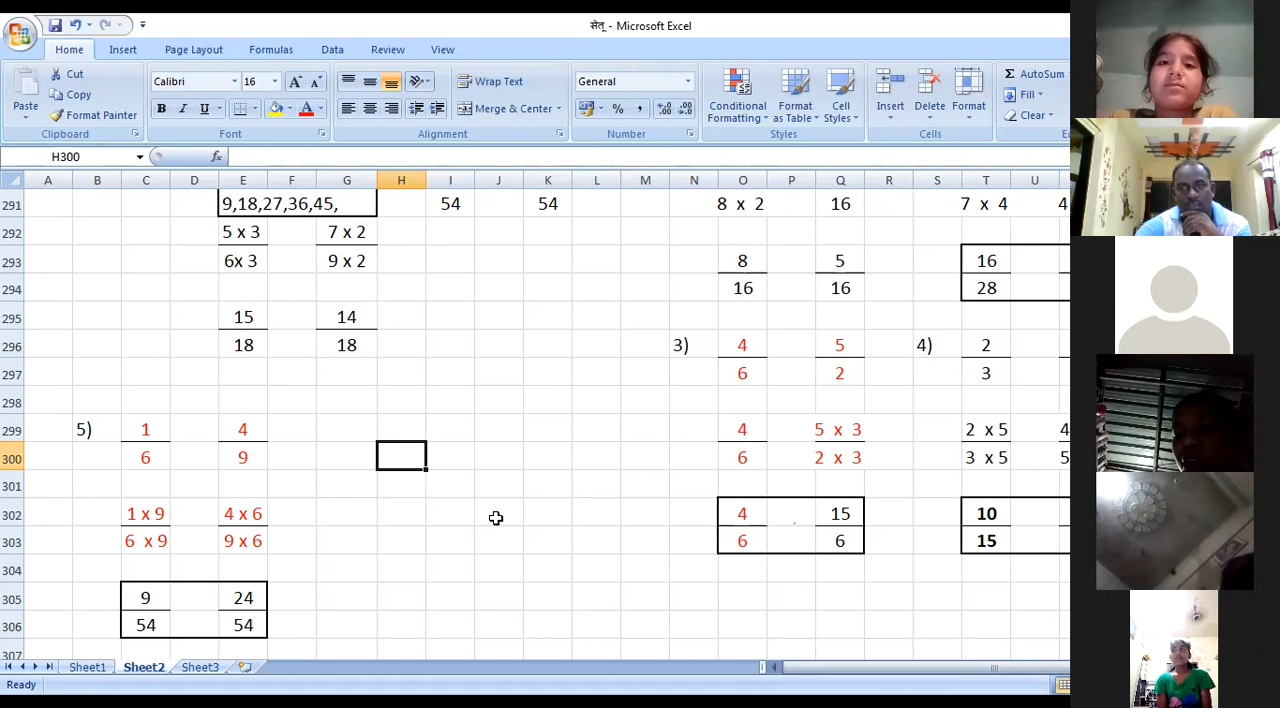 सेतू - Microsoft Excel
Home Insert Page Layout Formulas Data Review View
Cut
Copy
Format Painter
Paste
Clipboard
Calibri 16
B I U
Font
Wrap Text
Merge & Center
Alignment
General
Number
Conditional Formatting
Format as Table
Cell Styles
Styles
Insert Delete Format
Cells
AutoSum
Fill
Clear
H300
A B C D E F G H I J K L M N O P Q R S T U
291 9,18,27,36,45, 54 54 8 x 2 16 7 x 4 4
292 5 x 3 7 x 2
293 6x 3 9 x 2 8 5 16
294 16 16 28
295 15 14
296 18 18 3) 4 5 4) 2
297 6 2 3
298
299 5) 1 4 4 5 x 3 2 x 5 4
300 6 9 6 2 x 3 3 x 5 5
301
302 1 x 9 4 x 6 4 15 10
303 6 x 9 9 x 6 6 6 15
304
305 9 24
306 54 54
307
Sheet1 Sheet2 Sheet3
Ready